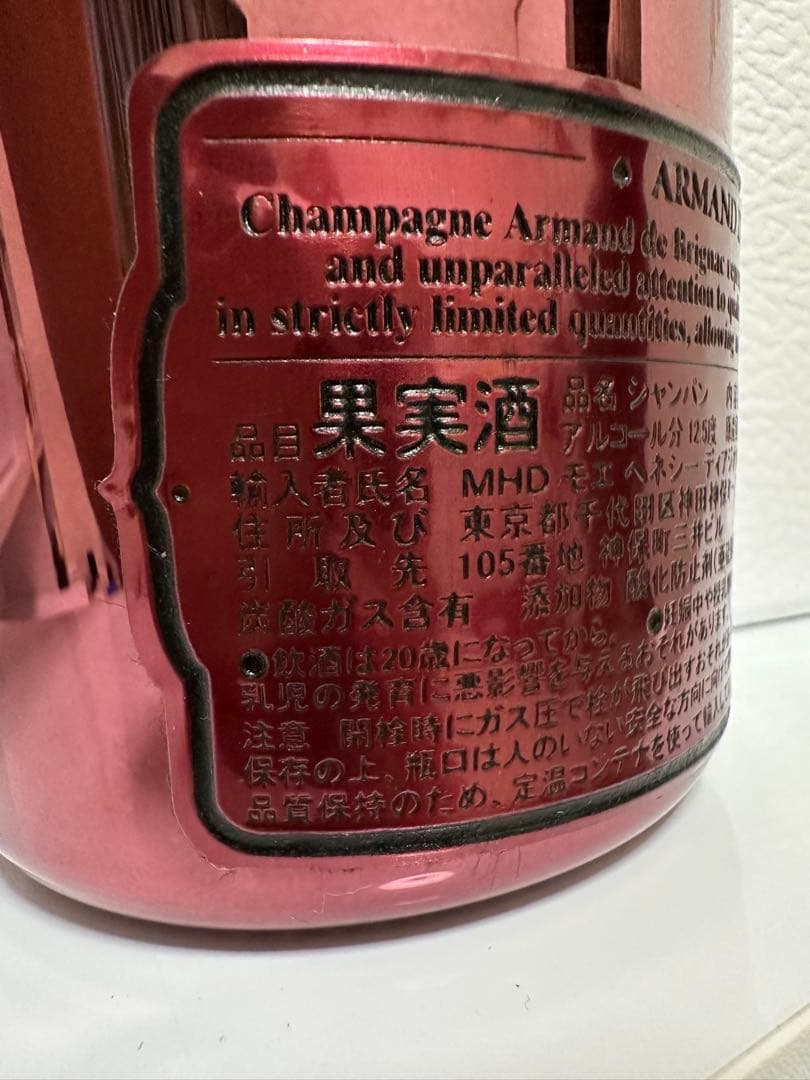 ARMAND
Champagne Armand de Brignac
and unparalleled attention to
in strictly limited quantities, allowing
品目 果実酒 品名 シャンパン
アルコール分 12.5度
輸入者氏名 MHD モエ ヘネシー ディアジオ
住所及び 東京都千代田区神田神保
引取先 105番地 神保町三井ビル
炭酸ガス含有 添加物 酸化防止剤
●飲酒は20歳になってから。 ●妊娠中や
乳児の発育に悪影響を与えるおそれがあります。
注意 開栓時にガス圧で栓が飛び出すおそれ
保存の上、瓶口は人のいない安全な方向に向けて
品質保持のため、定温コンテナを使って輸入して